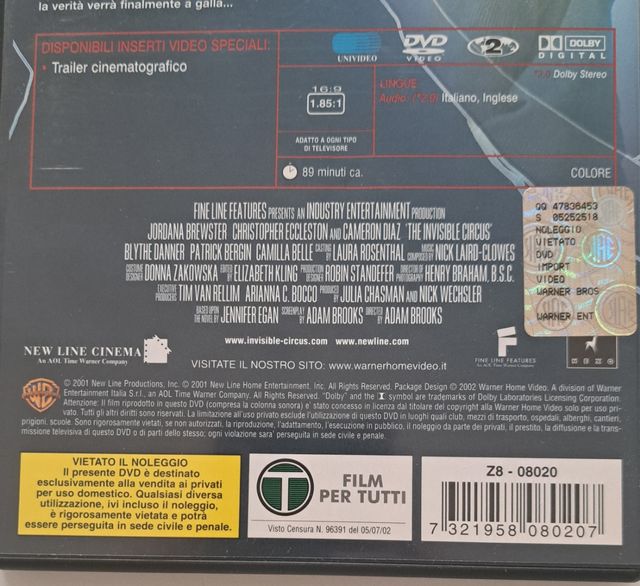 la verità verrà finalmente a galla...
DISPONIBILI INSERTI VIDEO SPECIALI:
• Trailer cinematografico
UNIVIDEO
DVD
VIDEO
2
DOLBY
DIGITAL
*2.0 Dolby Stereo
16:9
1.85:1
ADATTO A OGNI TIPO
DI TELEVISORE
LINGUE
Audio: (*2.0) Italiano, Inglese
89 minuti ca.
COLORE
FINE LINE FEATURES PRESENTS AN INDUSTRY ENTERTAINMENT PRODUCTION
JORDANA BREWSTER CHRISTOPHER ECCLESTON AND CAMERON DIAZ "THE INVISIBLE CIRCUS"
BLYTHE DANNER PATRICK BERGIN CAMILLA BELLE CASTING BY LAURA ROSENTHAL MUSIC COMPOSED BY NICK LAIRD-CLOWES
COSTUME DESIGNER DONNA ZAKOWSKA EDITED BY ELIZABETH KLING PRODUCTION DESIGNER ROBIN STANDEFER DIRECTOR OF PHOTOGRAPHY HENRY BRAHAM, B.S.C.
EXECUTIVE PRODUCERS TIM VAN RELLIM ARIANNA C. BOCCO PRODUCED BY JULIA CHASMAN AND NICK WECHSLER
BASED UPON THE NOVEL BY JENNIFER EGAN SCREENPLAY BY ADAM BROOKS DIRECTED BY ADAM BROOKS
QQ 47836453
S 05252518
NOLEGGIO
VIETATO
DVD
IMPORT
VIDEO
WARNER BROS
WARNER ENT
www.invisible-circus.com www.newline.com
NEW LINE CINEMA
An AOL Time Warner Company
VISITATE IL NOSTRO SITO: www.warnerhomevideo.com
F
FINE LINE FEATURES
An AOL Time Warner Company
WB
© 2001 New Line Productions, Inc. © 2001 New Line Home Entertainment, Inc. All Rights Reserved. Package Design © 2002 Warner Home Video. A division of Warner
Entertainment Italia S.r.l., an AOL Time Warner Company. All Rights Reserved. "Dolby" and the symbol are trademarks of Dolby Laboratories Licensing Corporation.
Attenzione: Il film riprodotto in questo DVD (compresa la colonna sonora) e' stato concesso in licenza dal titolare del copyright alla Warner Home Video solo per uso pri-
vato. Tutti gli altri diritti sono riservati. La limitazione all'uso privato esclude l'utilizzazione di questo DVD in luoghi quali club, mezzi di trasporto, ospedali, alberghi, cantieri,
prigioni, scuole. Sono rigorosamente vietati, se non autorizzati, la riproduzione, l'adattamento, l'esecuzione in pubblico, il noleggio da parte dei privati, il prestito, la diffusione e la trans-
missione televisiva di questo DVD o di parti dello stesso; ogni violazione sara' perseguita in sede civile e penale.
VIETATO IL NOLEGGIO
Il presente DVD è destinato
esclusivamente alla vendita ai privati
per uso domestico. Qualsiasi diversa
utilizzazione, ivi incluso il noleggio,
è rigorosamente vietata e potrà
essere perseguita in sede civile e penale.
T
FILM
PER TUTTI
Visto Censura N. 96391 del 05/07/02
Z8 - 08020
7 321958 080207